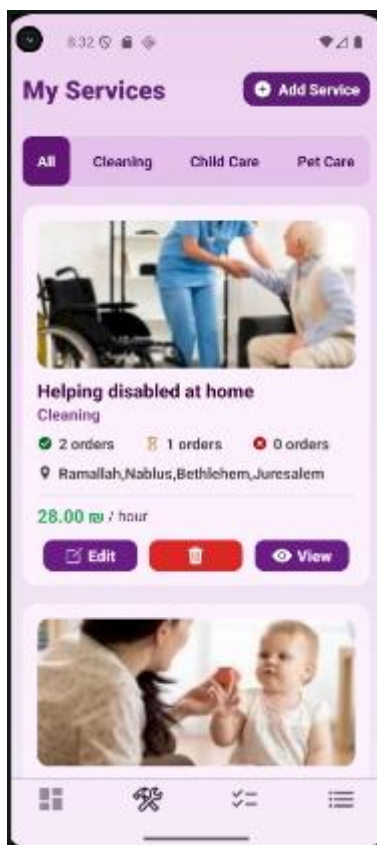 8:32
My Services
Add Service
All Cleaning Child Care Pet Care
Helping disabled at home
Cleaning
2 orders 1 orders 0 orders
Ramallah,Nablus,Bethlehem,Juresalem
28.00 ₪ / hour
Edit View